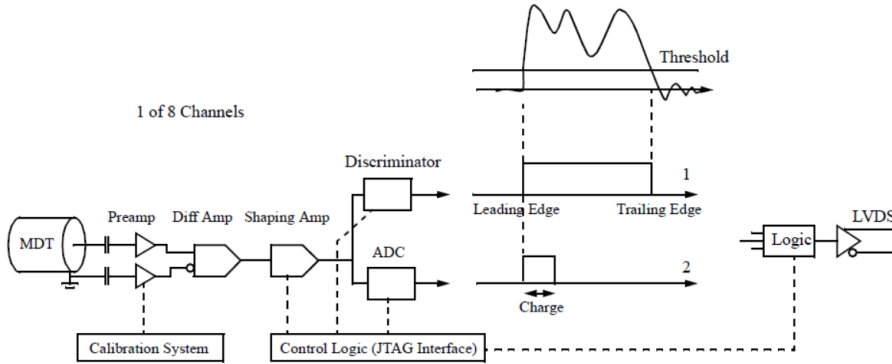 Threshold
1 of 8 Channels
Discriminator
1
Leading Edge
Trailing Edge
Preamp
Diff Amp
Shaping Amp
LVDS
MDT
ADC
Logic
2
Charge
Calibration System
Control Logic (JTAG Interface)